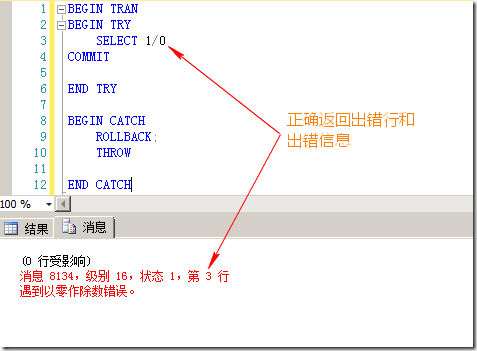 1 BEGIN TRAN
2 BEGIN TRY
3 SELECT 1/0
4 COMMIT
5
6 END TRY
7
8 BEGIN CATCH
9 ROLLBACK;
10 THROW
11
12 END CATCH
正确返回出错行和
出错信息
100 %
结果 消息
(0 行受影响)
消息 8134，级别 16，状态 1，第 3 行
遇到以零作除数错误。